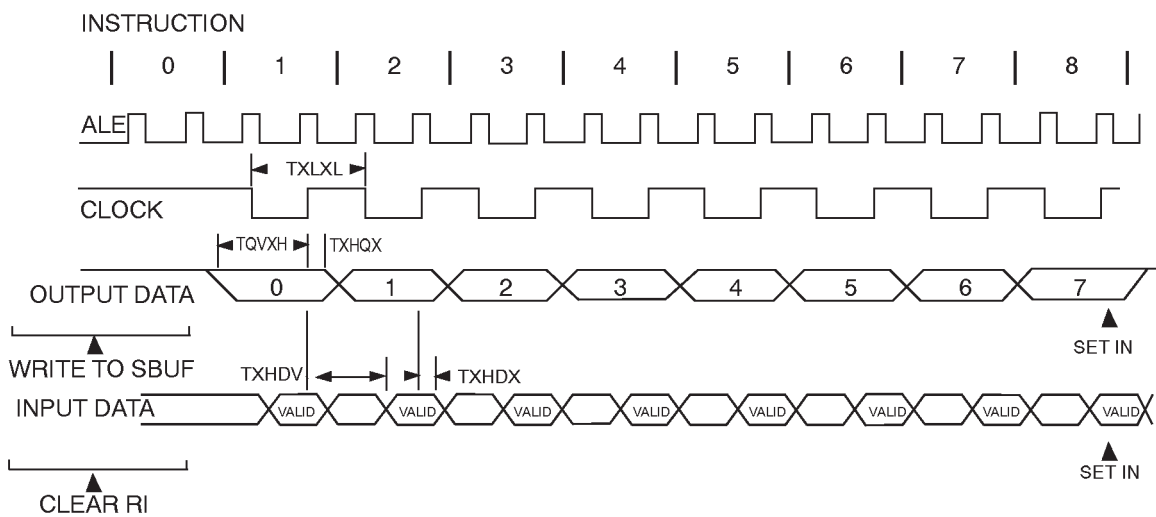 INSTRUCTION
0 1 2 3 4 5 6 7 8
ALE
TXLXL
CLOCK
TQVXH TXHQX
OUTPUT DATA 0 1 2 3 4 5 6 7
WRITE TO SBUF
SET IN
TXHDV TXHDX
INPUT DATA VALID VALID VALID VALID VALID VALID VALID VALID
SET IN
CLEAR RI